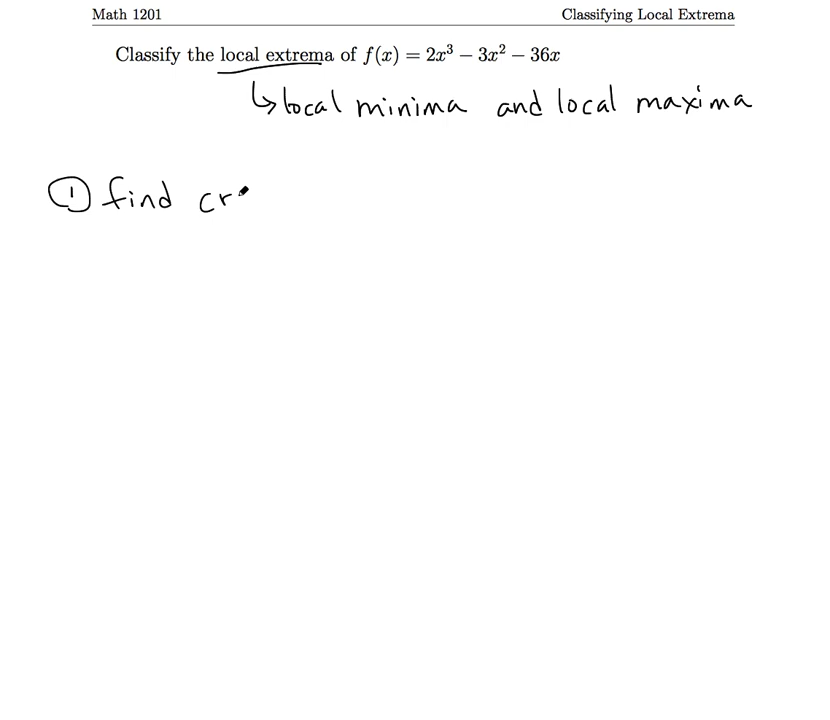 Math 1201 Classifying Local Extrema
Classify the local extrema of f(x) = 2x³ − 3x² − 36x
↳ local minima and local maxima
① find cr